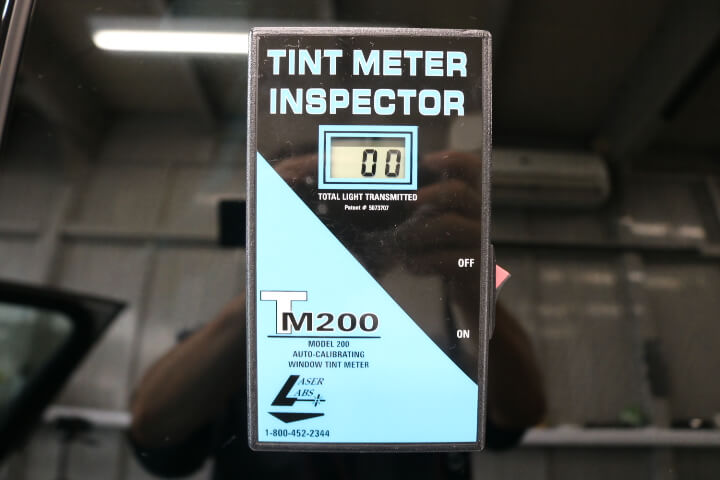 TINT METER
INSPECTOR
00
TOTAL LIGHT TRANSMITTED
Patent # 5073707
OFF
TM200
ON
MODEL 200
AUTO-CALIBRATING
WINDOW TINT METER
LASER
LABS
1-800-452-2344